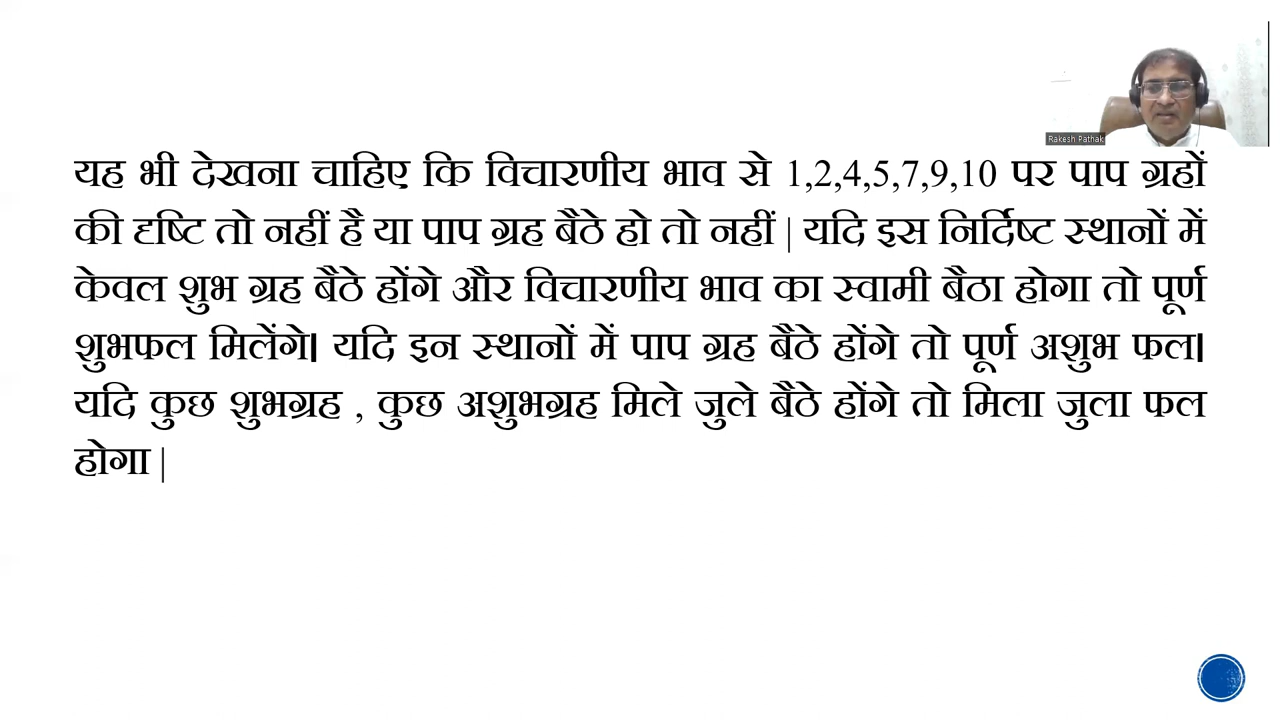 Rakesh Pathak
यह भी देखना चाहिए कि विचारणीय भाव से 1,2,4,5,7,9,10 पर पाप ग्रहों
की दृष्टि तो नहीं है या पाप ग्रह बैठे हो तो नहीं | यदि इस निर्दिष्ट स्थानों में
केवल शुभ ग्रह बैठे होंगे और विचारणीय भाव का स्वामी बैठा होगा तो पूर्ण
शुभफल मिलेंगे। यदि इन स्थानों में पाप ग्रह बैठे होंगे तो पूर्ण अशुभ फल।
यदि कुछ शुभग्रह , कुछ अशुभग्रह मिले जुले बैठे होंगे तो मिला जुला फल
होगा |